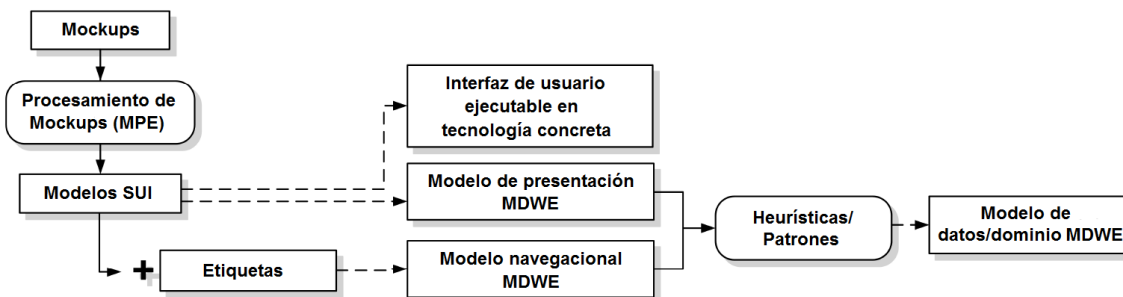 Mockups
Procesamiento de
Mockups (MPE)
Modelos SUI
+
Etiquetas
Interfaz de usuario
ejecutable en
tecnología concreta
Modelo de presentación
MDWE
Modelo navegacional
MDWE
Heurísticas/
Patrones
Modelo de
datos/dominio MDWE